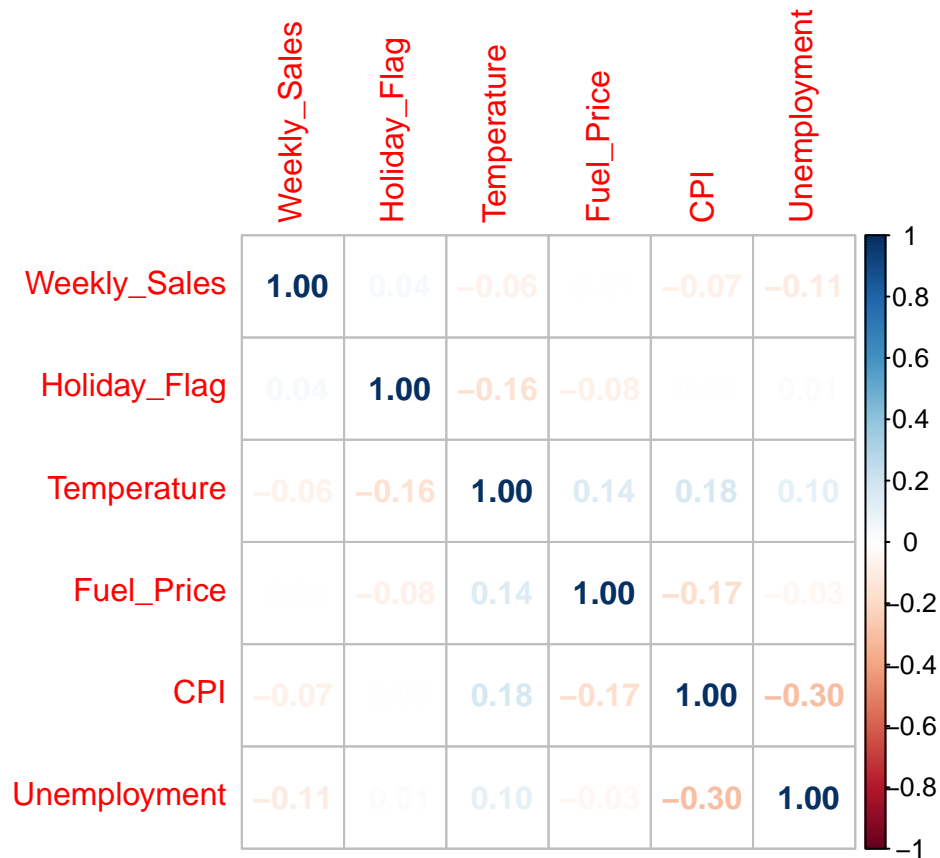 Weekly_Sales
Holiday_Flag
Temperature
Fuel_Price
CPI
Unemployment
Weekly_Sales 1.00 0.04 −0.06 −0.07 −0.11
Holiday_Flag 0.04 1.00 −0.16 −0.08 0.01
Temperature −0.06 −0.16 1.00 0.14 0.18 0.10
Fuel_Price −0.08 0.14 1.00 −0.17 −0.03
CPI −0.07 0.18 −0.17 1.00 −0.30
Unemployment −0.11 0.01 0.10 −0.03 −0.30 1.00
1
0.8
0.6
0.4
0.2
0
−0.2
−0.4
−0.6
−0.8
−1